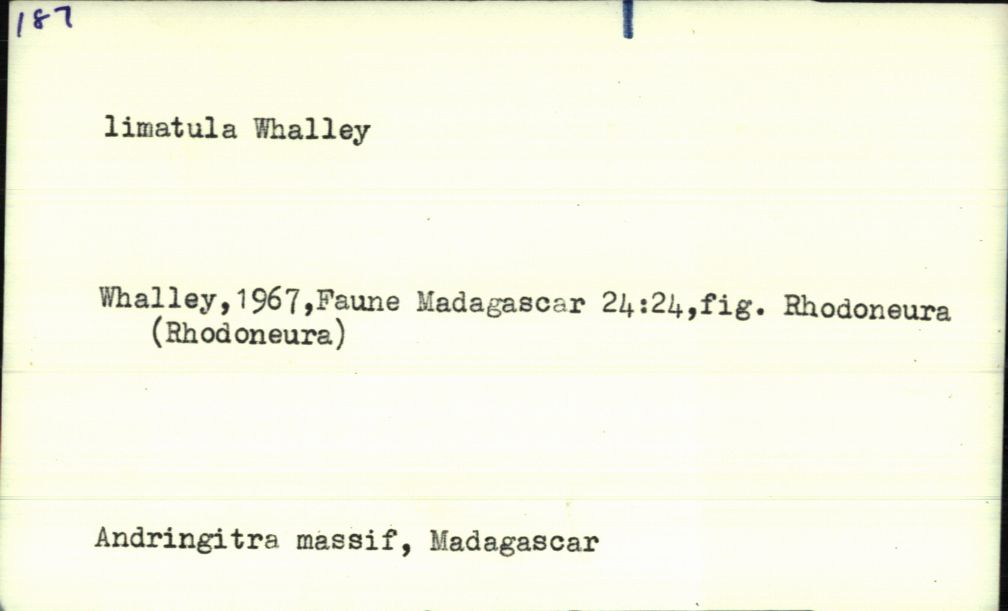 187
limatula Whalley
Whalley,1967,Faune Madagascar 24:24,fig. Rhodoneura
(Rhodoneura)
Andringitra massif, Madagascar